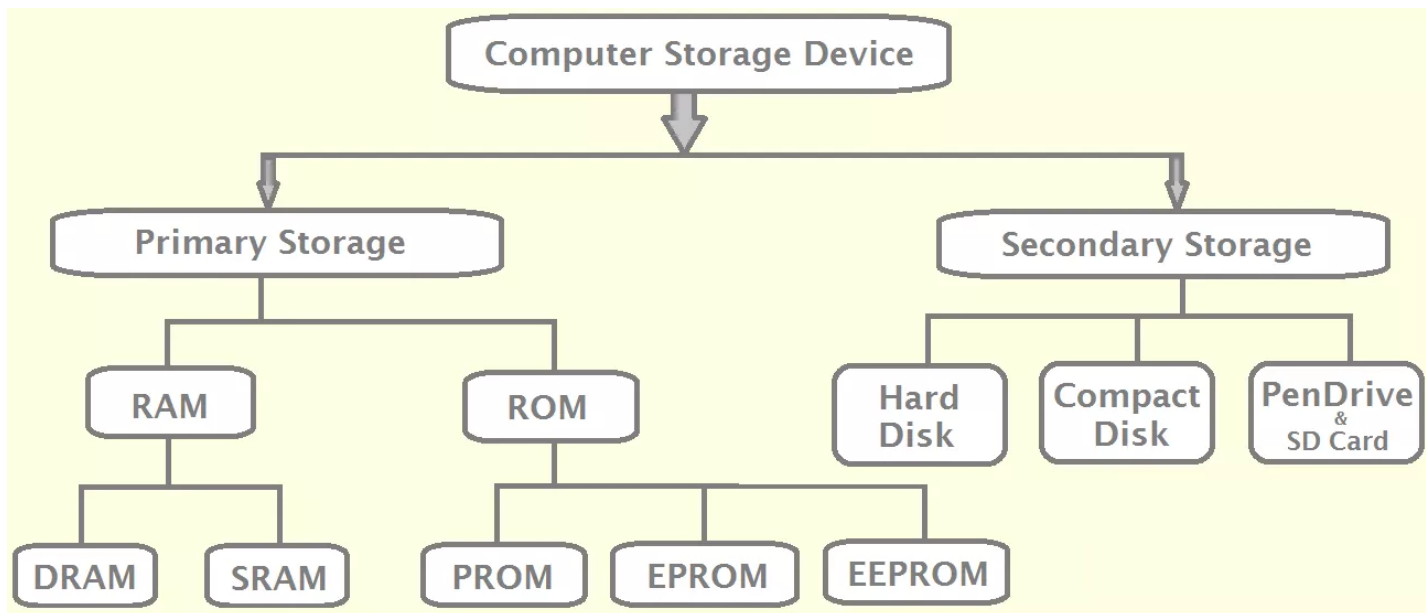 Computer Storage Device
Primary Storage
Secondary Storage
RAM
ROM
Hard
Disk
Compact
Disk
PenDrive
&
SD Card
DRAM
SRAM
PROM
EPROM
EEPROM